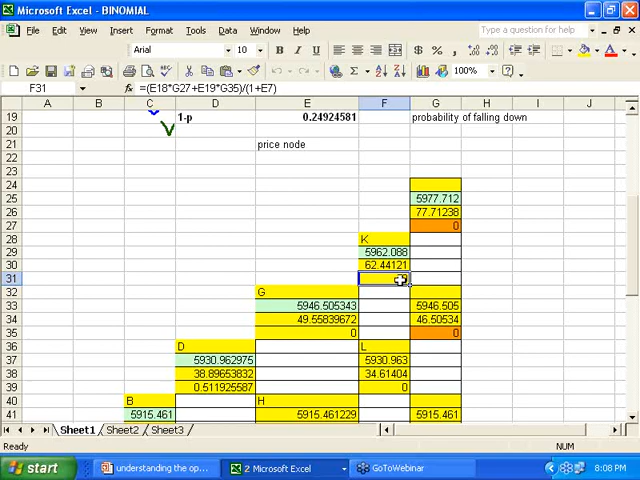 Microsoft Excel - BINOMIAL
File Edit View Insert Format Tools Data Window Help
Type a question for help
Arial 10 B I U $ % ,
100%
F31 =(E18*G27+E19*G35)/(1+E7)
A B C D E F G H I J
19 1-p 0.24924581 probability of falling down
20
21 price node
22
23
24
25 5977.712
26 77.71238
27 0
28 K
29 5962.088
30 62.44121
31
32 G
33 5946.505343 5946.505
34 49.55839672 46.50534
35 0 0
36 D L
37 5930.962975 5930.963
38 38.89653832 34.61404
39 0.511925587 0
40 B H
41 5915.461 5915.461229 5915.461
Sheet1 Sheet2 Sheet3
Ready NUM
start understanding the op... 2 Microsoft Excel GoToWebinar 8:08 PM